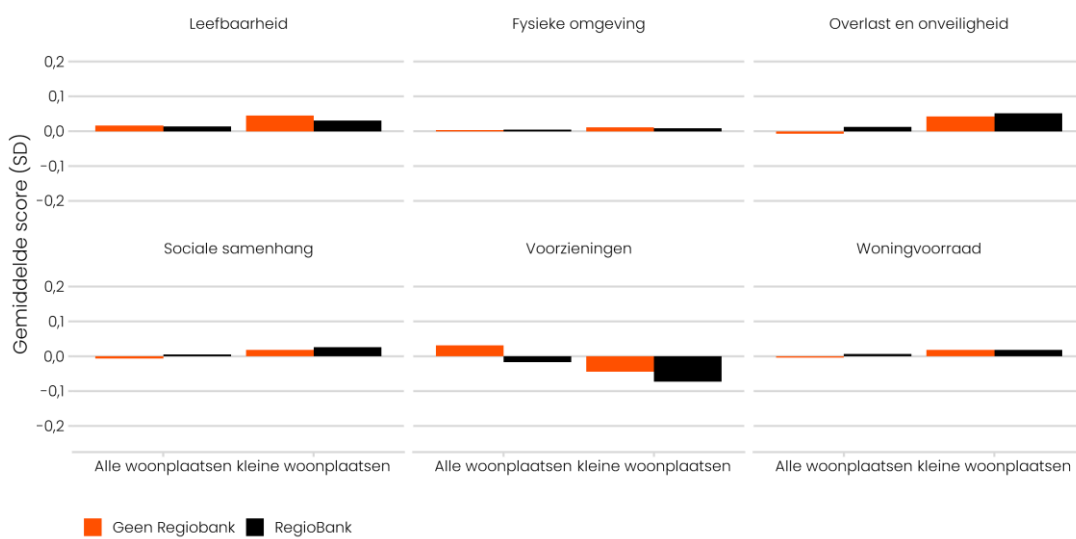 Leefbaarheid
Fysieke omgeving
Overlast en onveiligheid
0,2
0,1
0,0
−0,1
−0,2
Gemiddelde score (SD)
Sociale samenhang
Voorzieningen
Woningvoorraad
0,2
0,1
0,0
−0,1
−0,2
Alle woonplaatsen kleine woonplaatsen
Alle woonplaatsen kleine woonplaatsen
Alle woonplaatsen kleine woonplaatsen
Geen Regiobank
RegioBank